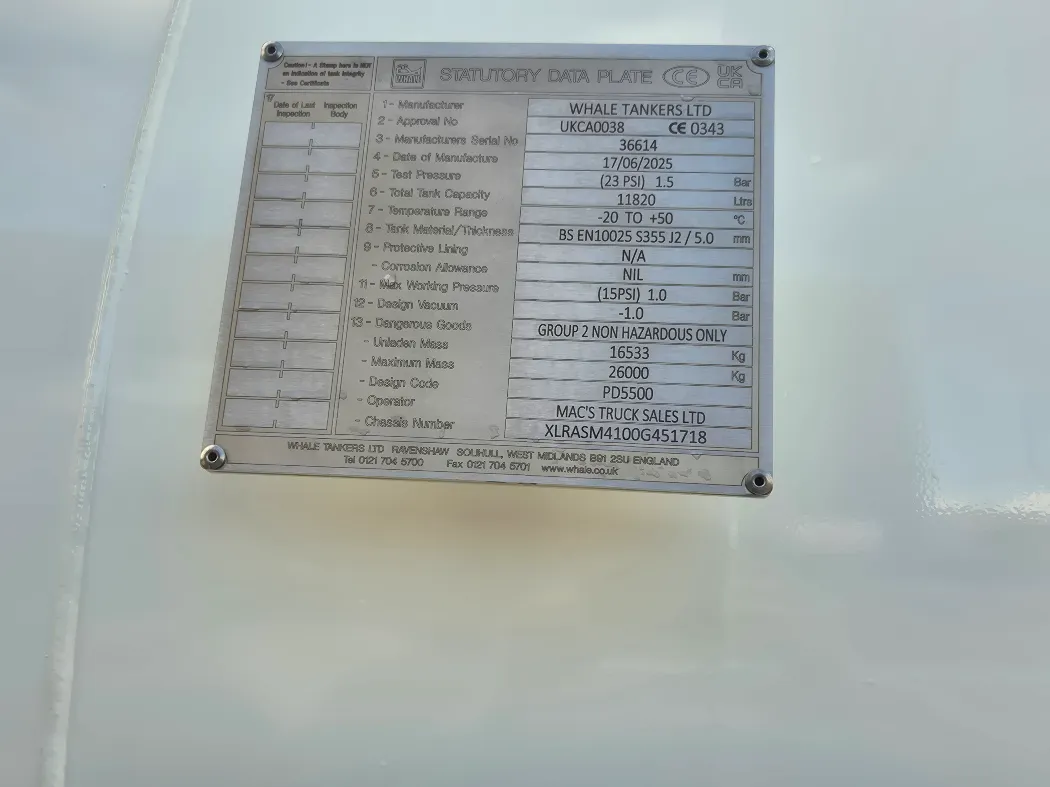 Caution! - A Stamp here is NOT
an indication of tank integrity
- See Certificate
WHALE
STATUTORY DATA PLATE CE UKCA
17
Date of Last Inspection
Inspection Body
1 - Manufacturer WHALE TANKERS LTD
2 - Approval No UKCA0038 CE 0343
3 - Manufacturers Serial No 36614
4 - Date of Manufacture 17/06/2025
5 - Test Pressure (23 PSI) 1.5 Bar
6 - Total Tank Capacity 11820 Ltrs
7 - Temperature Range -20 TO +50 °C
8 - Tank Material/Thickness BS EN10025 S355 J2 / 5.0 mm
9 - Protective Lining N/A
- Corrosion Allowance NIL mm
11 - Max Working Pressure (15PSI) 1.0 Bar
12 - Design Vacuum -1.0 Bar
13 - Dangerous Goods GROUP 2 NON HAZARDOUS ONLY
- Unladen Mass 16533 Kg
- Maximum Mass 26000 Kg
- Design Code PD5500
- Operator MAC'S TRUCK SALES LTD
- Chassis Number XLRASM4100G451718
WHALE TANKERS LTD RAVENSHAW SOLIHULL, WEST MIDLANDS B91 2SU ENGLAND
Tel 0121 704 5700 Fax 0121 704 5701 www.whale.co.uk